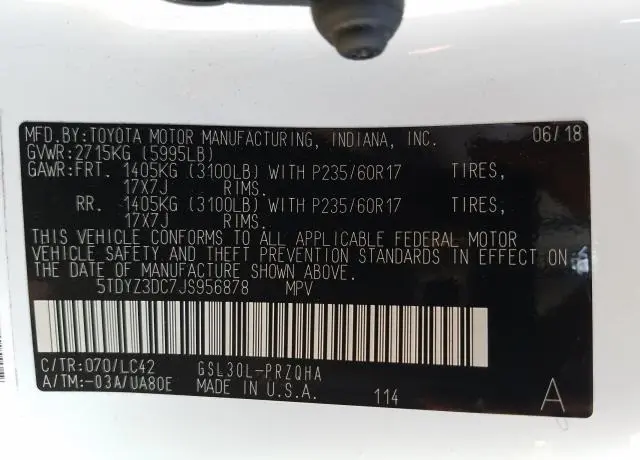 MFD.BY:TOYOTA MOTOR MANUFACTURING, INDIANA, INC. 06/18
GVWR:2715KG (5995LB)
GAWR:FRT. 1405KG (3100LB) WITH P235/60R17 TIRES,
17X7J RIMS.
RR. 1405KG (3100LB) WITH P235/60R17 TIRES,
17X7J RIMS.
THIS VEHICLE CONFORMS TO ALL APPLICABLE FEDERAL MOTOR
VEHICLE SAFETY AND THEFT PREVENTION STANDARDS IN EFFECT ON
THE DATE OF MANUFACTURE SHOWN ABOVE.
5TDYZ3DC7JS956878 MPV
C/TR:070/LC42 GSL30L-PRZQHA
A/TM:-03A/UA80E MADE IN U.S.A. 114 A